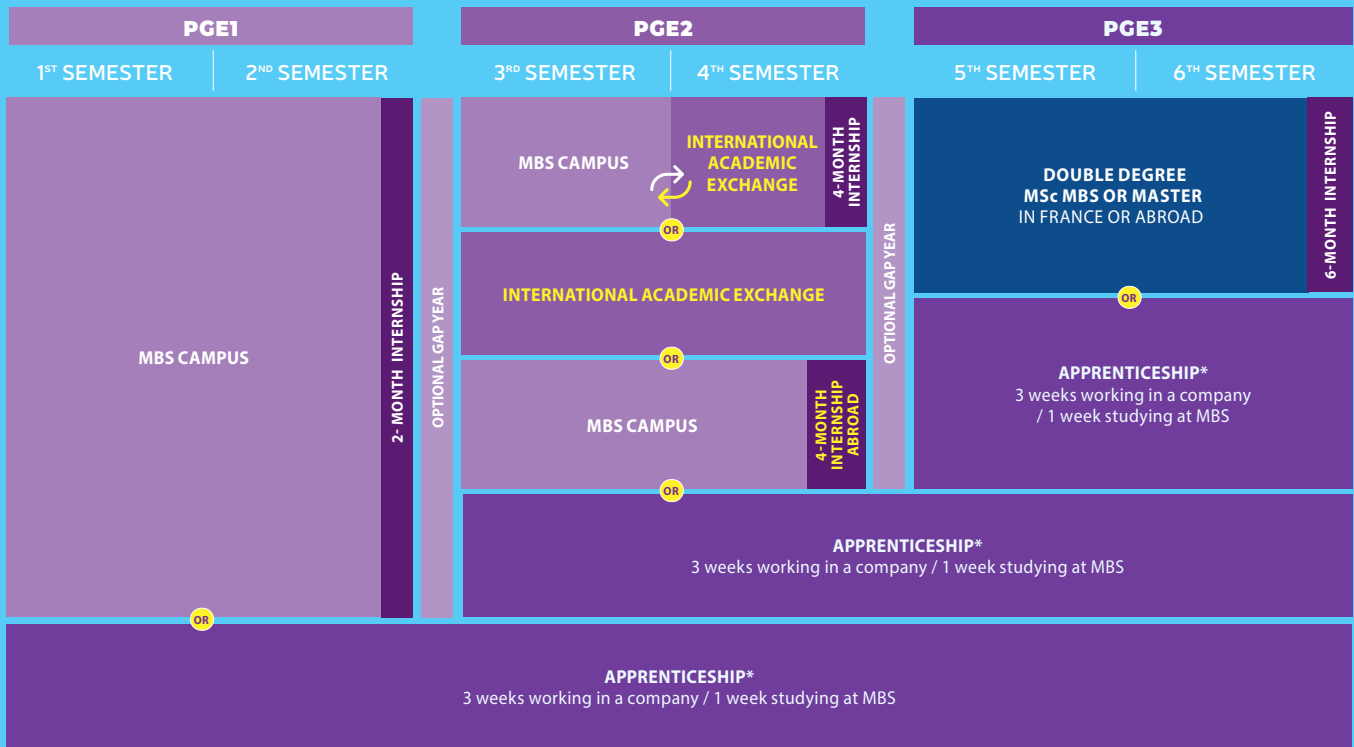 PGE1
PGE2
PGE3
1ST SEMESTER
2ND SEMESTER
3RD SEMESTER
4TH SEMESTER
5TH SEMESTER
6TH SEMESTER
MBS CAMPUS
2- MONTH INTERNSHIP
OPTIONAL GAP YEAR
OR
MBS CAMPUS
INTERNATIONAL
ACADEMIC
EXCHANGE
4-MONTH
INTERNSHIP
OR
INTERNATIONAL ACADEMIC EXCHANGE
OR
MBS CAMPUS
4-MONTH
INTERNSHIP
ABROAD
OR
OPTIONAL GAP YEAR
DOUBLE DEGREE
MSc MBS OR MASTER
IN FRANCE OR ABROAD
6-MONTH INTERNSHIP
OR
APPRENTICESHIP*
3 weeks working in a company
/ 1 week studying at MBS
APPRENTICESHIP*
3 weeks working in a company / 1 week studying at MBS
APPRENTICESHIP*
3 weeks working in a company / 1 week studying at MBS